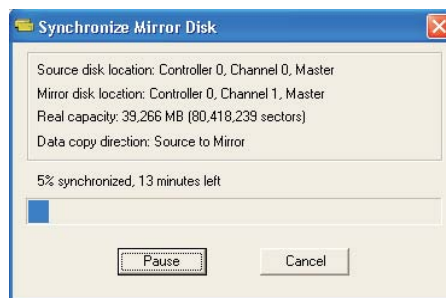 Synchronize Mirror Disk
Source disk location: Controller 0, Channel 0, Master
Mirror disk location: Controller 0, Channel 1, Master
Real capacity: 39,266 MB (80,418,239 sectors)
Data copy direction: Source to Mirror
5% synchronized, 13 minutes left
Pause Cancel